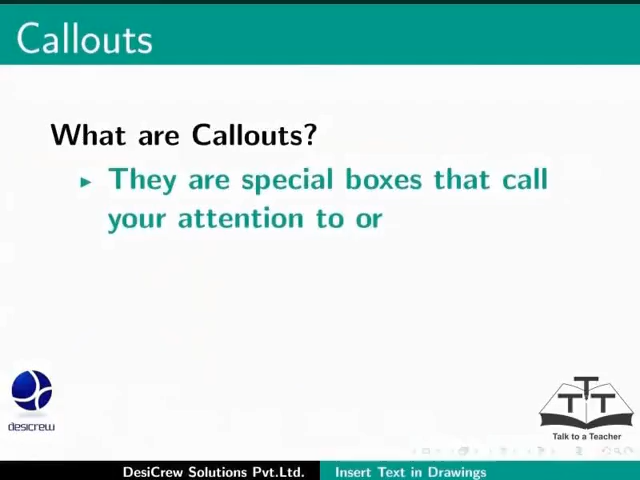 Callouts
What are Callouts?
They are special boxes that call
your attention to or
desicrew
TTT
Talk to a Teacher
DesiCrew Solutions Pvt.Ltd. Insert Text in Drawings